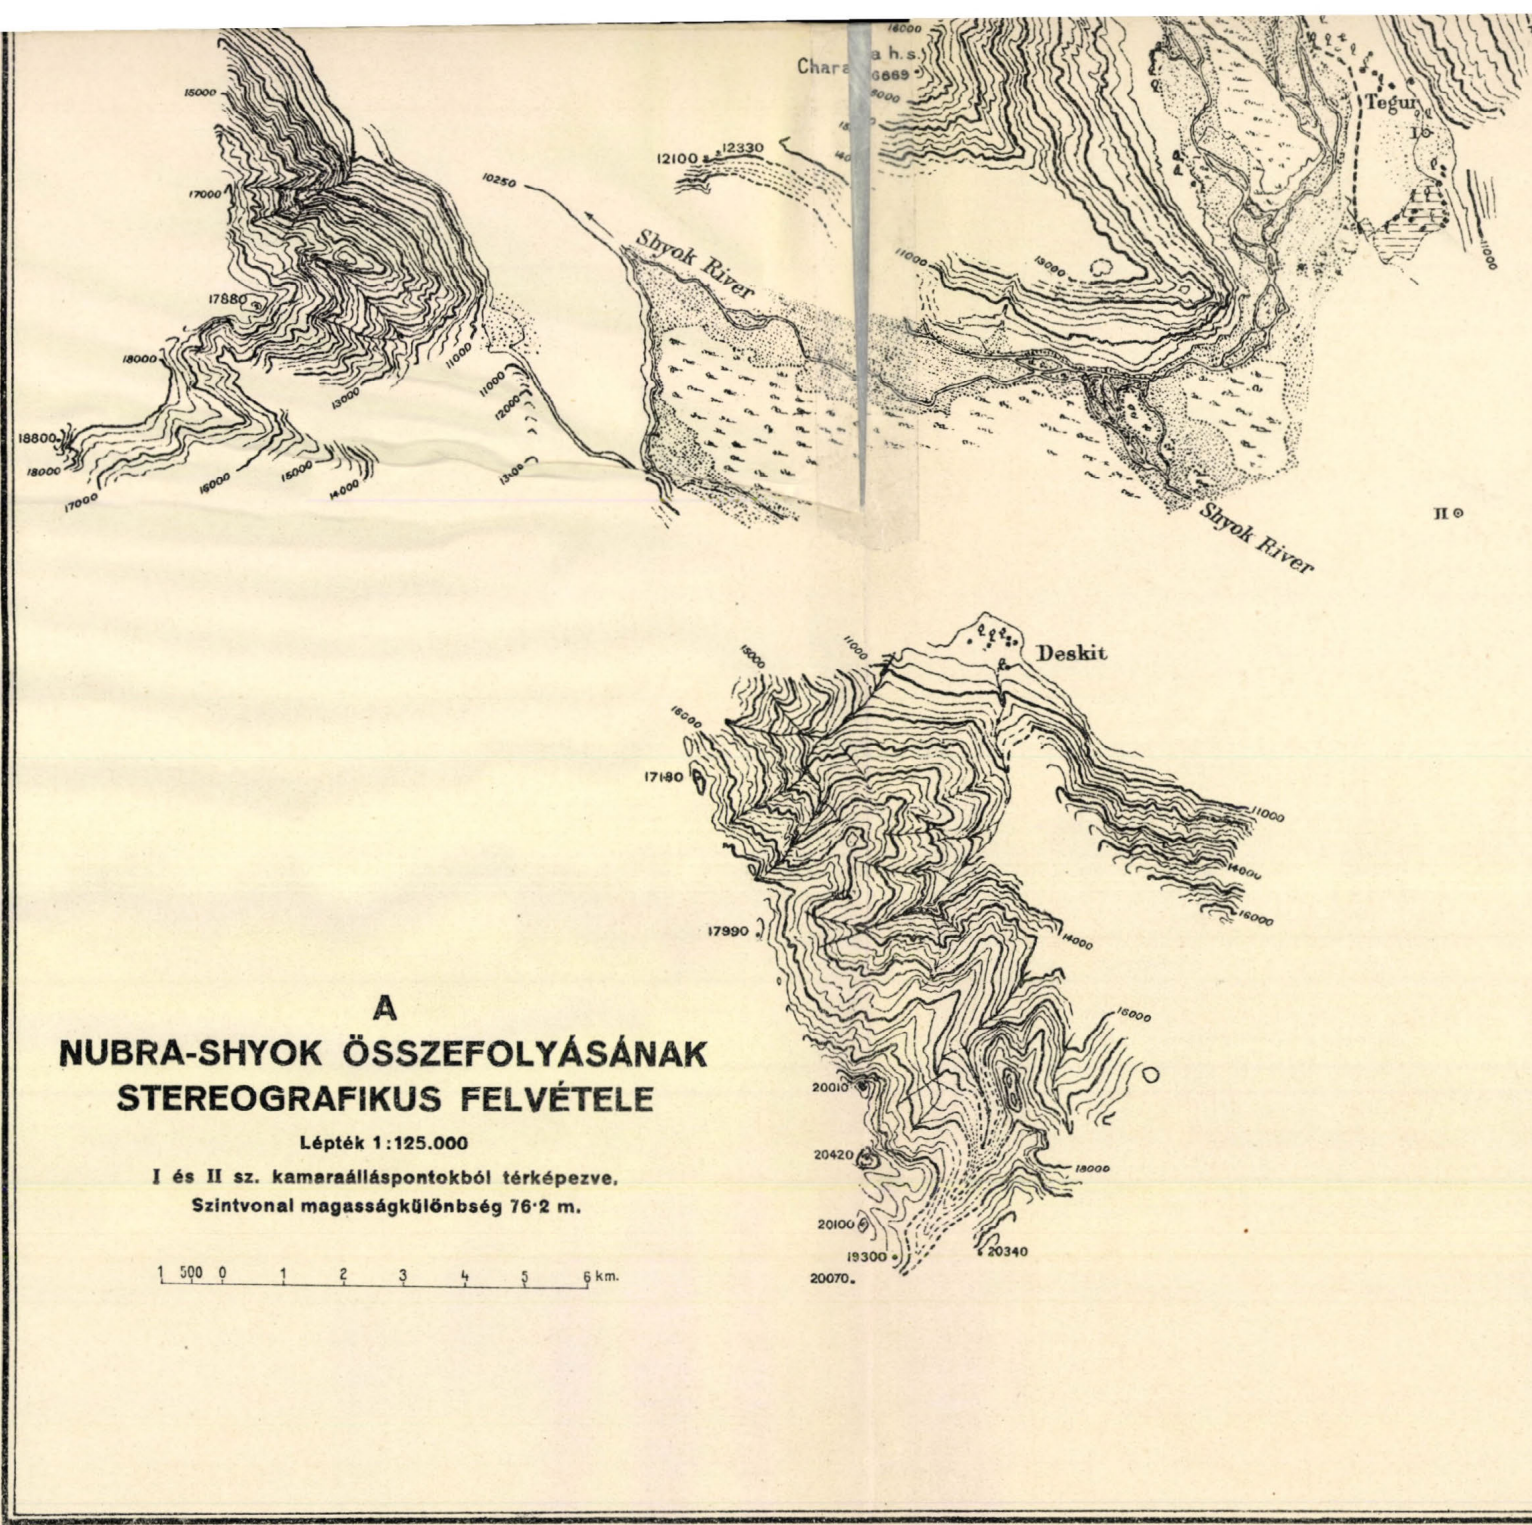 16000
Chara a h.s.
6669
15000
12100
12330
Tegur
I
17000
10250
Shyok River
11000
13000
11000
17880
18000
11000
11000
12000
13000
18800
18000
17000
16000
15000
14000
Shyok River
II
Deskit
15000
11000
16000
17180
11000
14000
16000
17990
14000
A
NUBRA-SHYOK ÖSSZEFOLYÁSÁNAK
STEREOGRAFIKUS FELVÉTELE
Lépték 1:125.000
I és II sz. kamaraálláspontokból térképezve.
Szintvonal magasságkülönbség 76·2 m.
1 500 0 1 2 3 4 5 6 km.
16000
20010
20420
18000
20100
19300
20340
20070